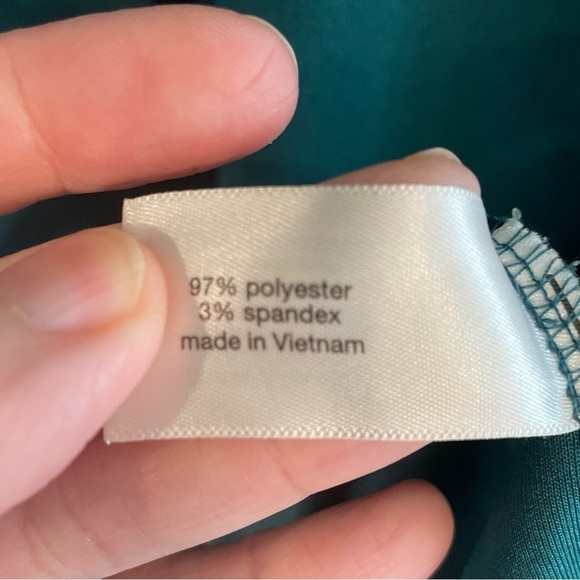 97% polyester
3% spandex
made in Vietnam